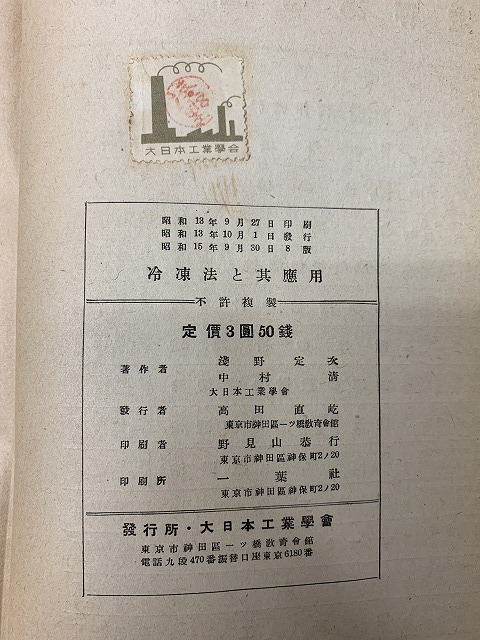 大日本工業學會
昭和13年9月27日印刷
昭和13年10月1日發行
昭和15年9月30日8版
冷凍法と其應用
不許複製
定價3圓50錢
著作者
淺野定次
中村清
大日本工業學會
發行者 高田直屹
東京市神田區一ツ橋敎育會館
印刷者 野見山恭行
東京市神田區神保町2ノ20
印刷所 一葉社
東京市神田區神保町2ノ20
發行所・大日本工業學會
東京市神田區一ツ橋敎育會館
電話九段470番振替口座東京6180番